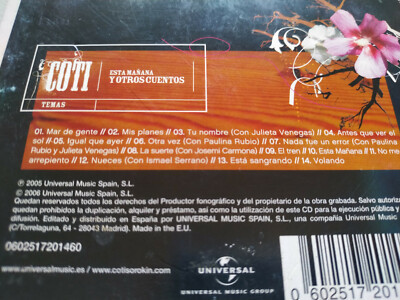 COTI
ESTA MAÑANA
Y OTROS CUENTOS
TEMAS
01. Mar de gente // 02. Mis planes // 03. Tu nombre (Con Julieta Venegas) // 04. Antes que ver el
sol // 05. Igual que ayer // 06. Otra vez (Con Paulina Rubio) // 07. Nada fue un error (Con Paulina
Rubio y Julieta Venegas) // 08. La suerte (Con Josemi Carmona) // 09. El tren // 10. Esta Mañana // 11. No me
arrepiento // 12. Nueces (Con Ismael Serrano) // 13. Está sangrando // 14. Volando
℗ 2005 Universal Music Spain, S.L.
© 2006 Universal Music Spain, S.L.
Quedan reservados todos los derechos del Productor fonográfico y del propietario de la obra grabada. Salvo autoriza
quedan prohibidos la duplicación, alquiler y préstamo, así como la utilización de este CD para la ejecución pública y
difusión. Editado y distribuido en España por UNIVERSAL MUSIC SPAIN, S.L., una compañía Universal Music
(C/Torrelaguna, 64 - 28043 Madrid). Made in the E.U.
0602517201460
www.universalmusic.es / www.cotisorokin.com
UNIVERSAL
UNIVERSAL MUSIC GROUP
0 602517 201